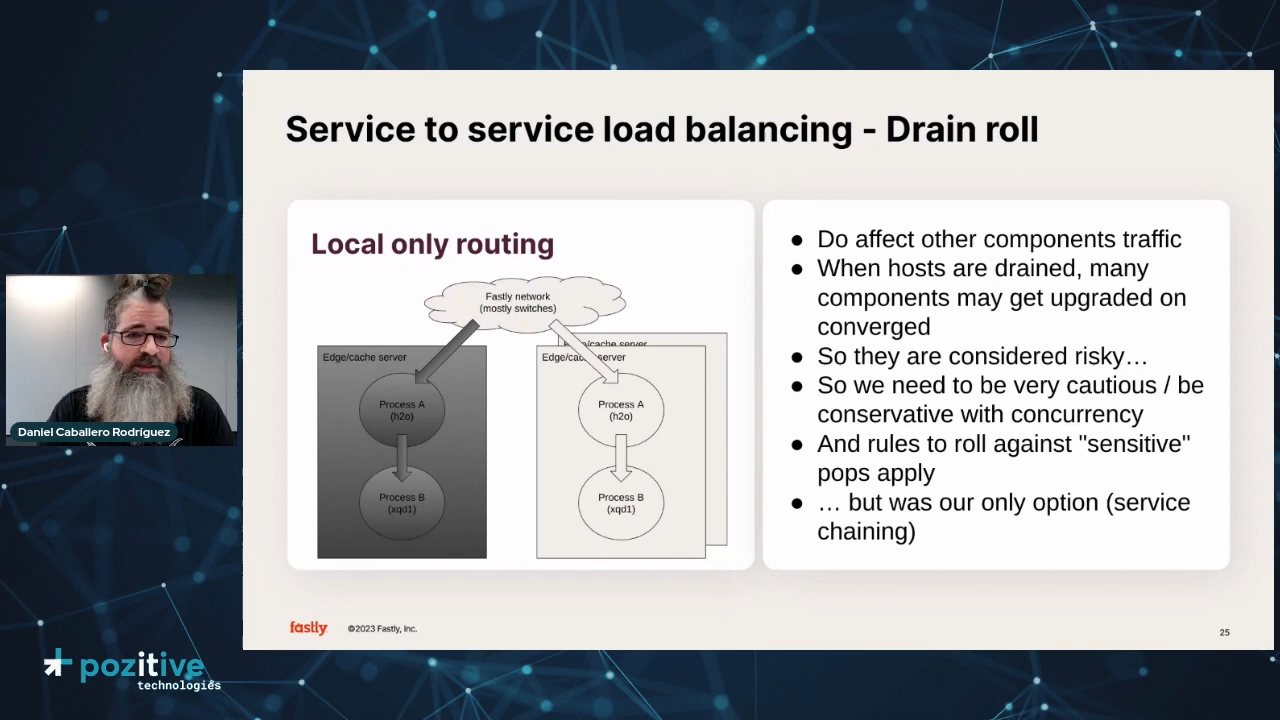 Service to service load balancing - Drain roll
Local only routing
Fastly network
(mostly switches)
Edge/cache server
Process A
(h2o)
Process B
(xqd1)
server
Edge/cac server
Process A
(h2o)
Process B
(xqd1)
● Do affect other components traffic
● When hosts are drained, many
components may get upgraded on
converged
● So they are considered risky…
● So we need to be very cautious / be
conservative with concurrency
● And rules to roll against "sensitive"
pops apply
● … but was our only option (service
chaining)
Daniel Caballero Rodríguez
fastly
©2023 Fastly, Inc.
25
pozitive
technologies